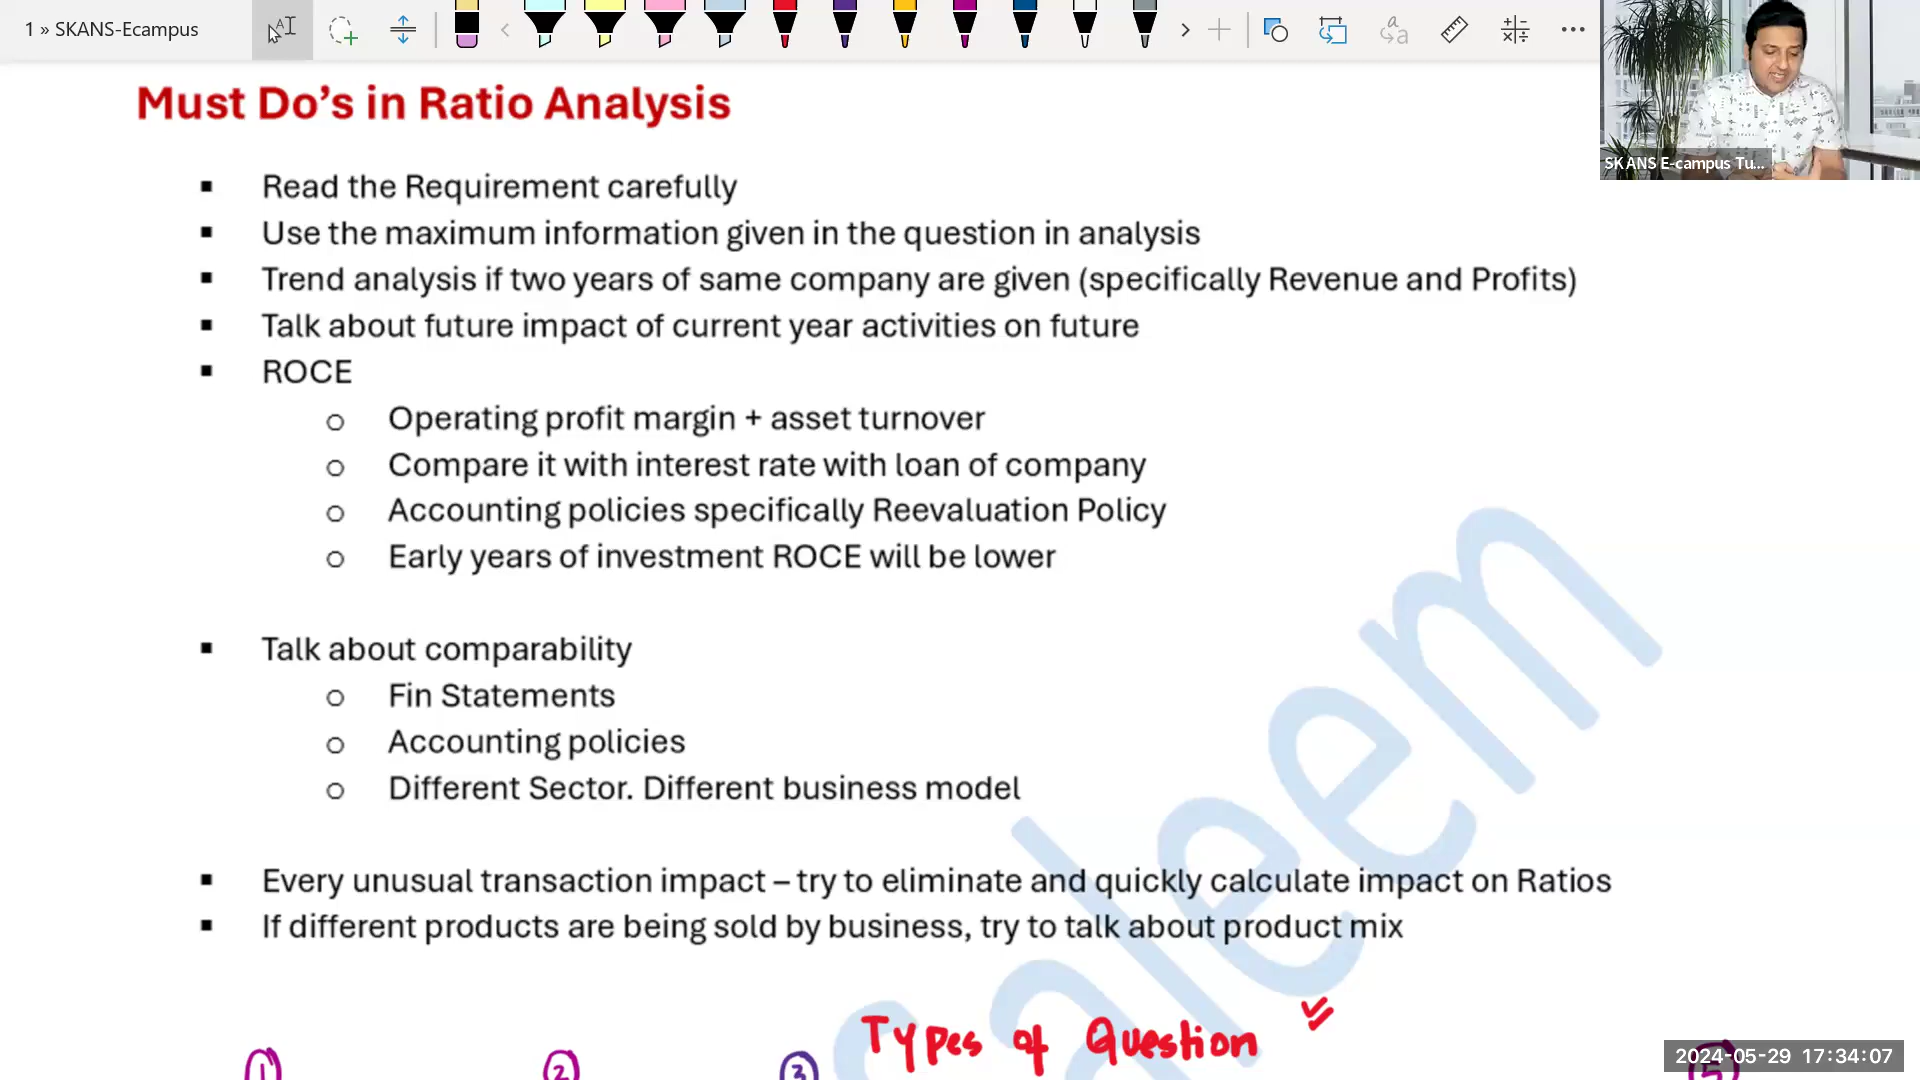 1 » SKANS-Ecampus
SKANS E-campus Tu...
Must Do’s in Ratio Analysis
▪ Read the Requirement carefully
▪ Use the maximum information given in the question in analysis
▪ Trend analysis if two years of same company are given (specifically Revenue and Profits)
▪ Talk about future impact of current year activities on future
▪ ROCE
o Operating profit margin + asset turnover
o Compare it with interest rate with loan of company
o Accounting policies specifically Reevaluation Policy
o Early years of investment ROCE will be lower
▪ Talk about comparability
o Fin Statements
o Accounting policies
o Different Sector. Different business model
▪ Every unusual transaction impact – try to eliminate and quickly calculate impact on Ratios
▪ If different products are being sold by business, try to talk about product mix
Types of Question
1 2 3
2024-05-29 17:34:07